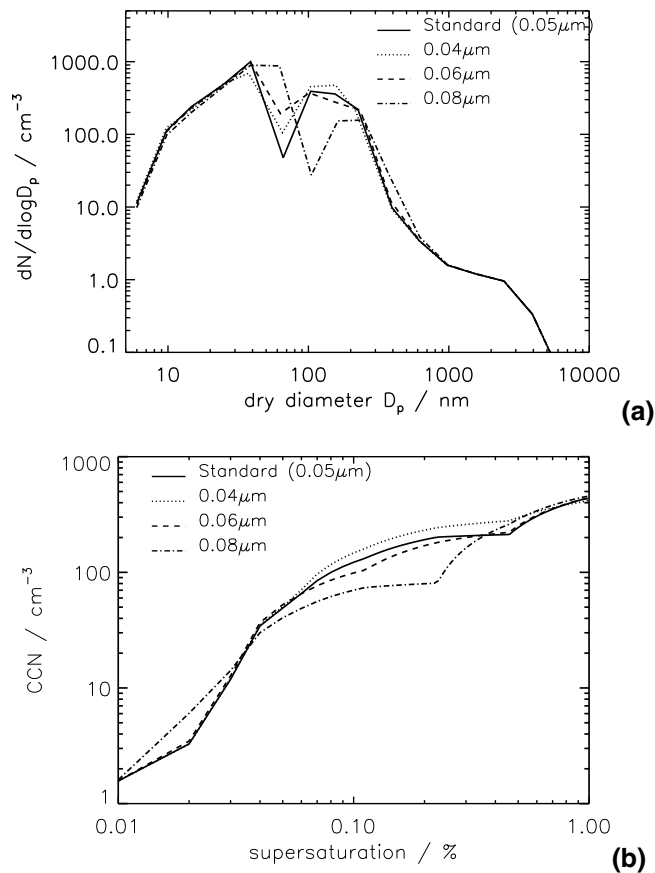 Standard (0.05μm)
0.04μm
0.06μm
0.08μm
dN/dlogDp / cm-3
1000.0
100.0
10.0
1.0
0.1
10
100
1000
10000
dry diameter Dp / nm
(a)
Standard (0.05μm)
0.04μm
0.06μm
0.08μm
CCN / cm-3
1000
100
10
1
0.01
0.10
1.00
supersaturation / %
(b)